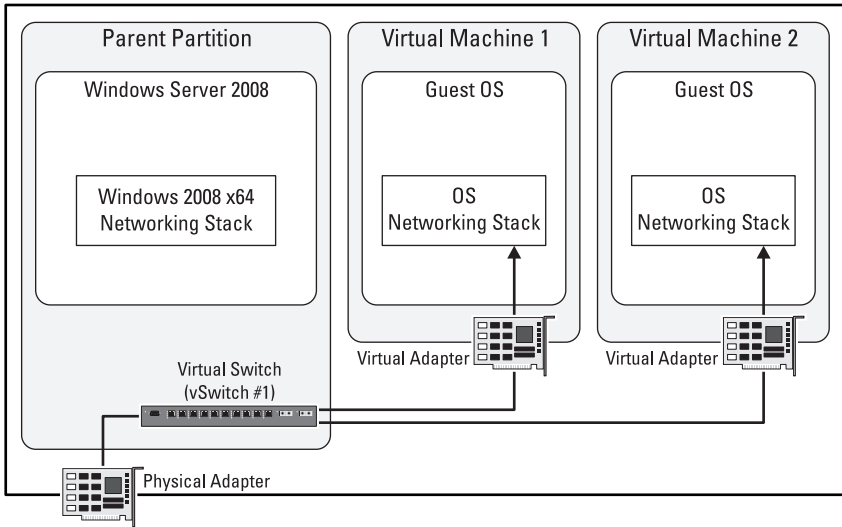 Parent Partition
Windows Server 2008
Windows 2008 x64
Networking Stack
Virtual Switch
(vSwitch #1)
Physical Adapter
Virtual Machine 1
Guest OS
OS
Networking Stack
Virtual Adapter
Virtual Machine 2
Guest OS
OS
Networking Stack
Virtual Adapter